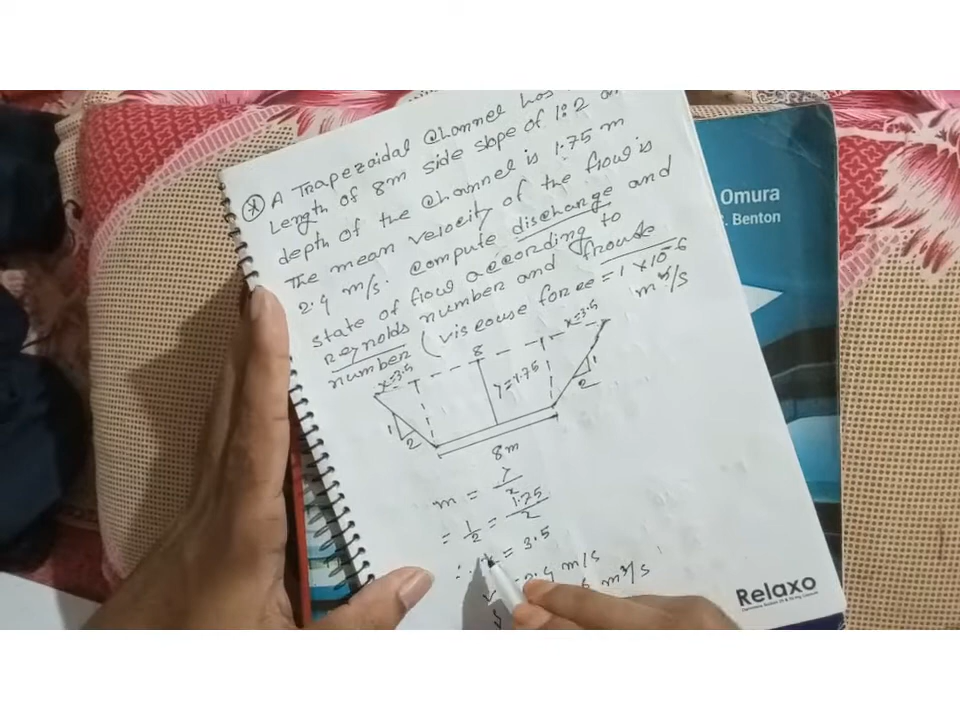 (*) A Trapezaidal channel has
length of 8m side slope of 1:2
depth of the channel is 1.75 m
The mean velocity of the flow is
2.4 m/s. compute discharge and
state of flow according to
Reynolds number and froude
number (viscouse force = 1 x 10^-6
m²/s
x=3.5
8
x=3.5
y=1.75
1
2
1
2
8m
m = y/x
= 1/2 = 1.75/2
∴ x = 3.5
V = 2.4 m/s
m²/s
Omura
. Benton
Relaxo